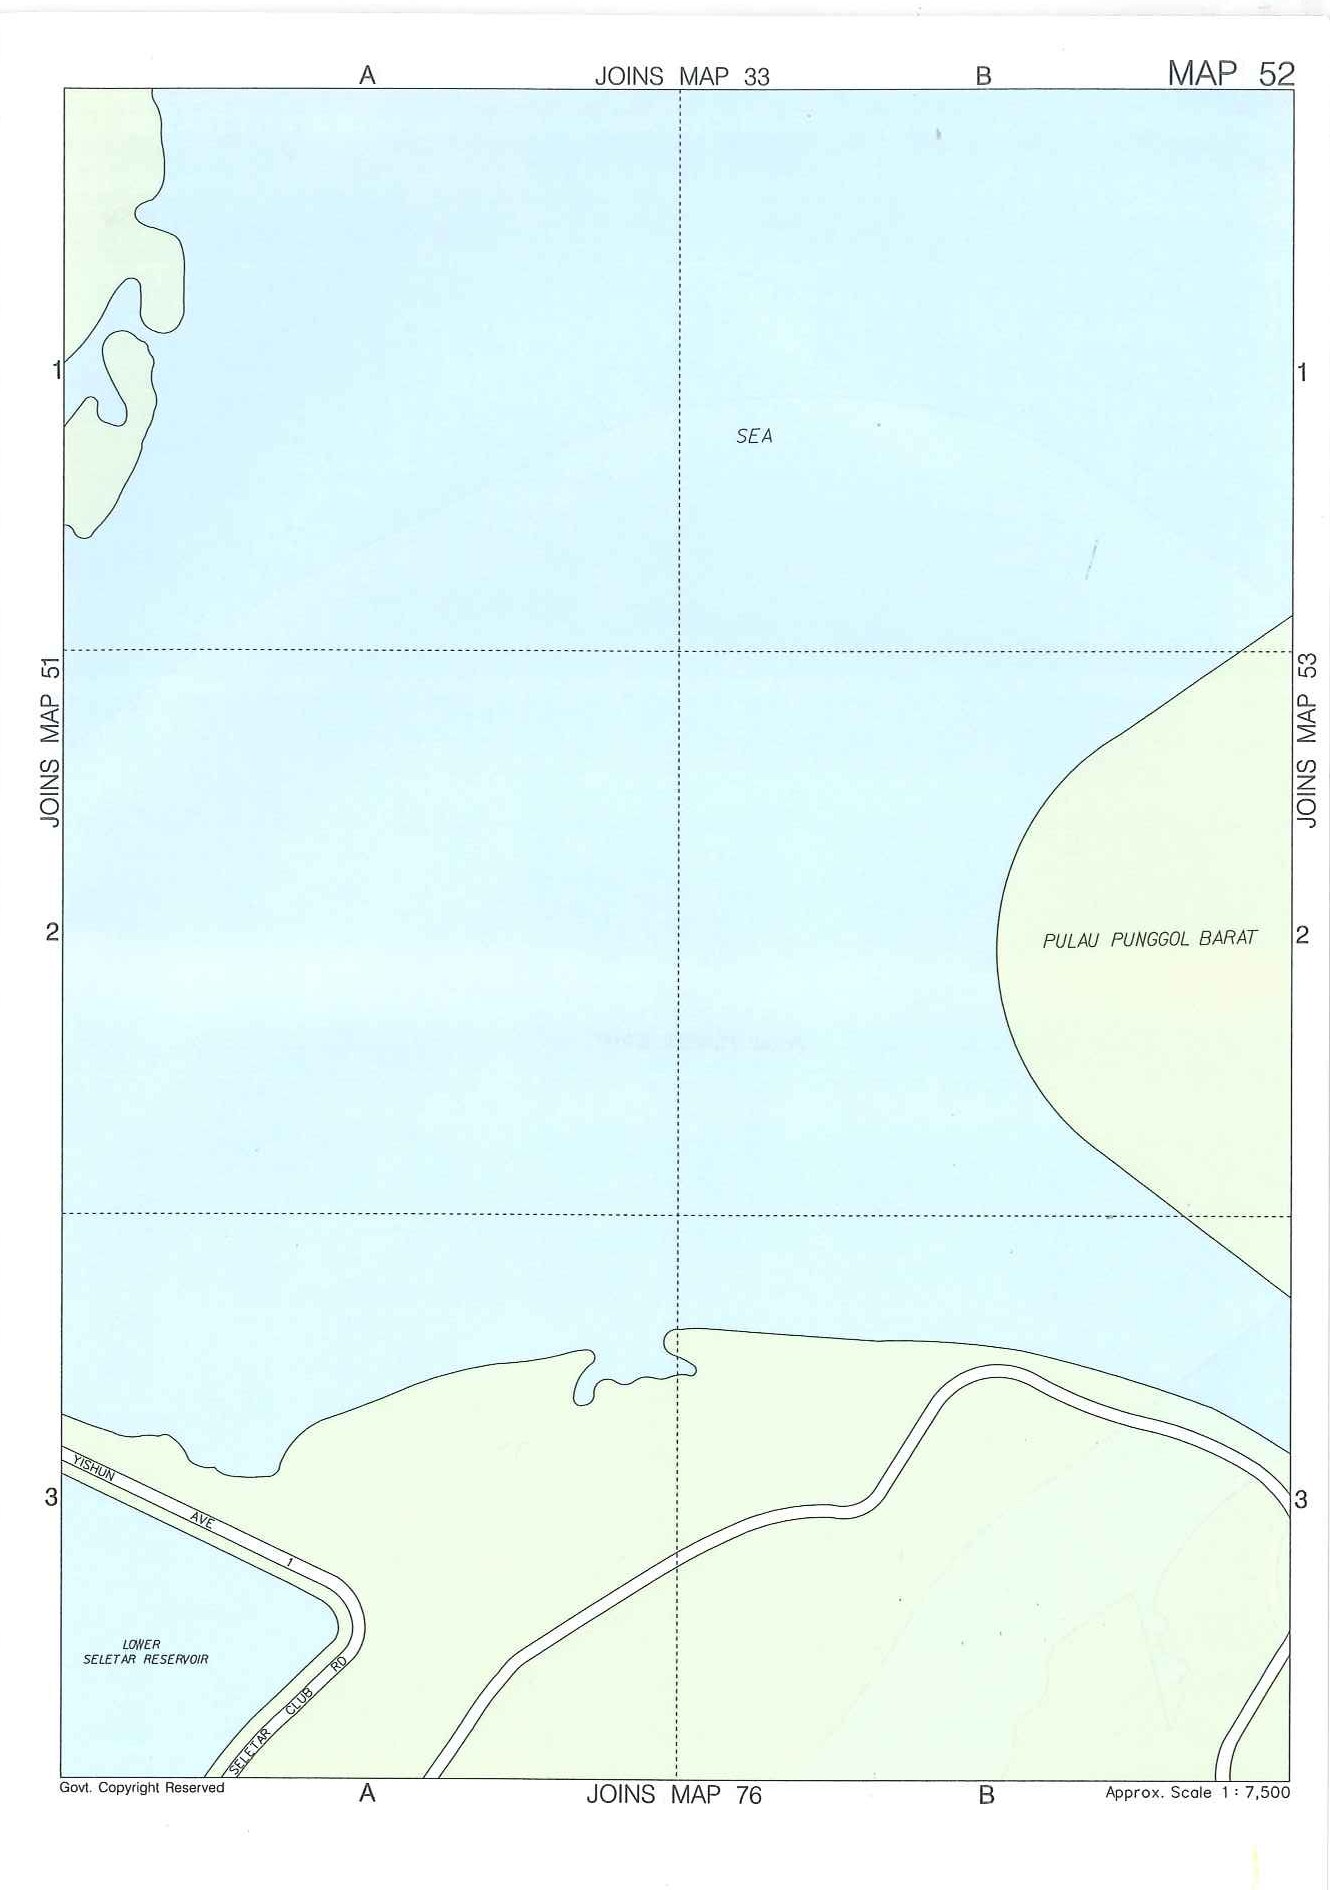 A JOINS MAP 33 B MAP 52
1 1
SEA
JOINS MAP 51
JOINS MAP 53
2 PULAU PUNGGOL BARAT 2
YISHUN AVE 1
3 3
LOWER
SELETAR RESERVOIR
SELETAR CLUB RD
Govt. Copyright Reserved A JOINS MAP 76 B Approx. Scale 1 : 7,500